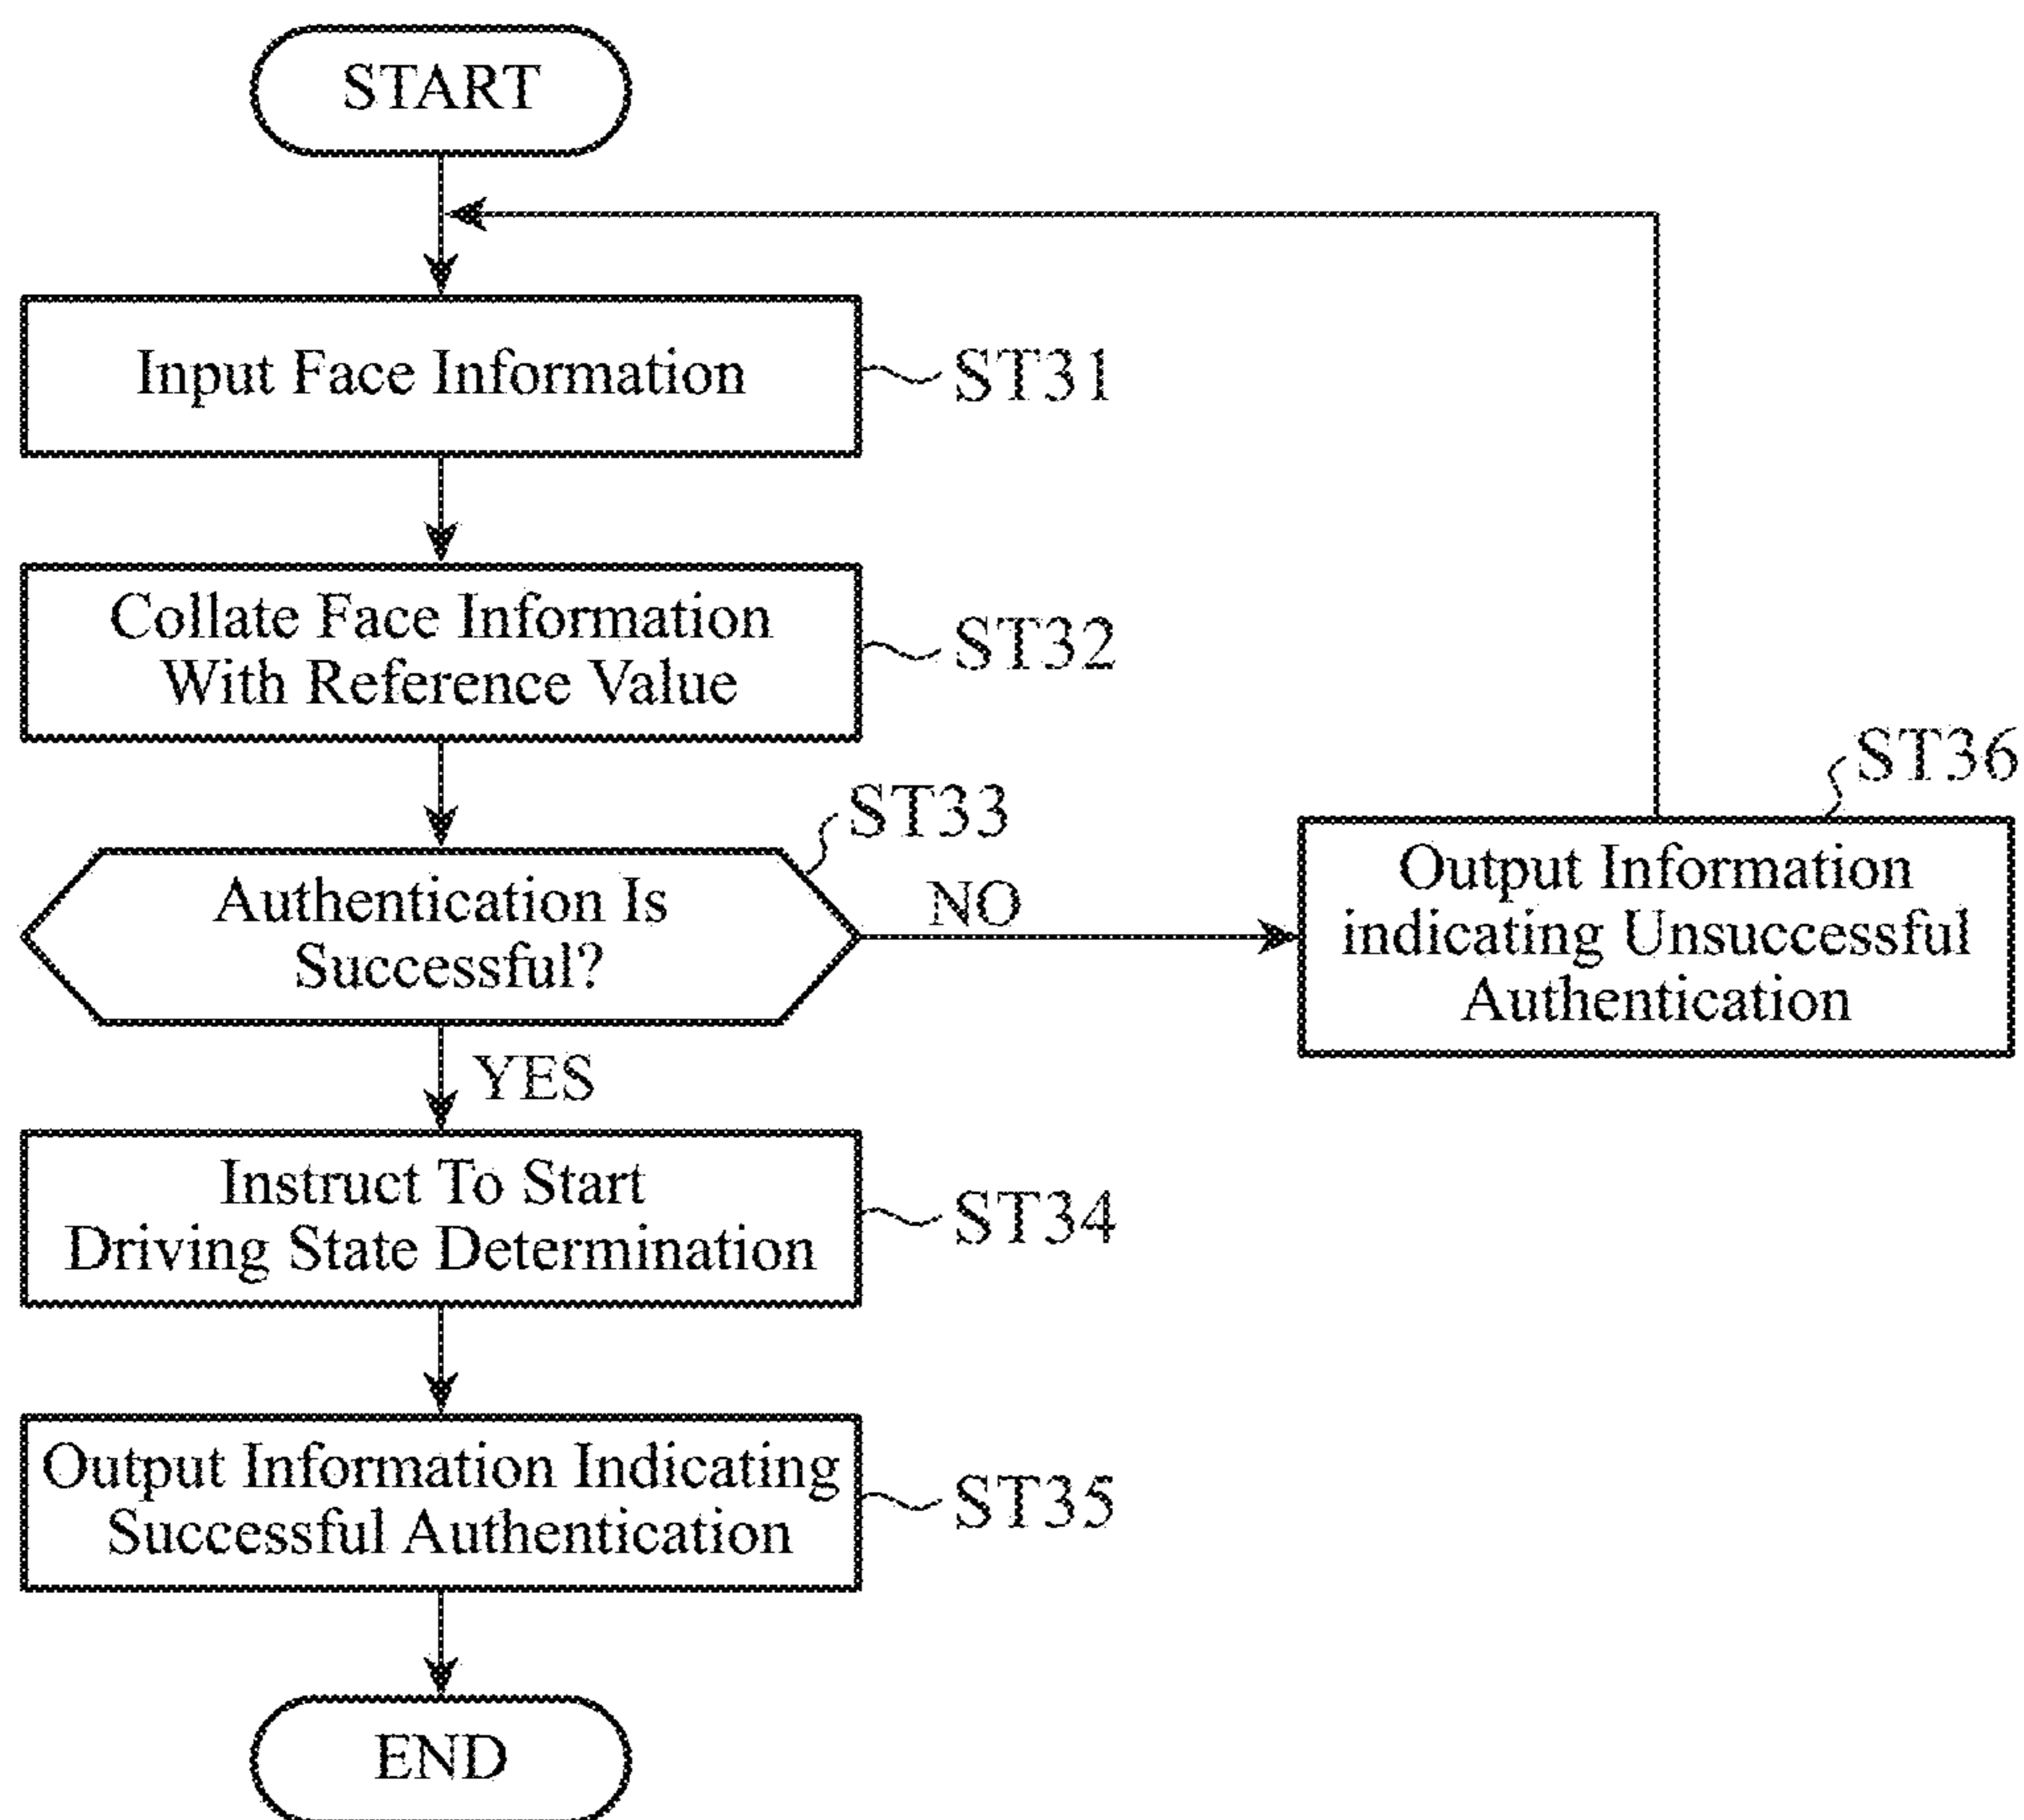 START
Input Face Information
ST31
Collate Face Information
With Reference Value
ST32
ST33
Authentication Is
Successful?
NO
YES
ST36
Output Information
indicating Unsuccessful
Authentication
Instruct To Start
Driving State Determination
ST34
Output Information Indicating
Successful Authentication
ST35
END